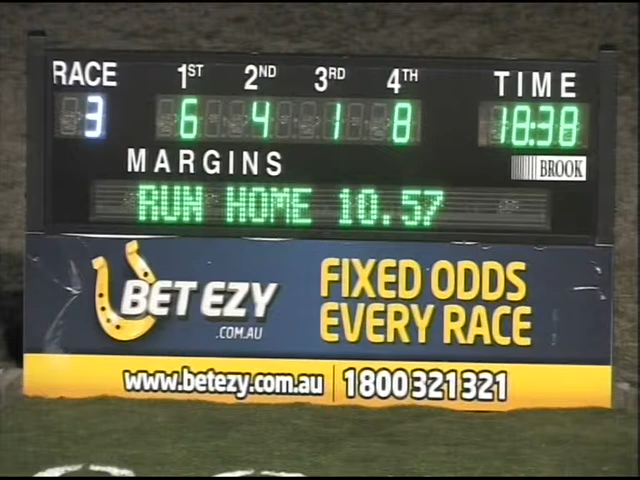 RACE 1ST 2ND 3RD 4TH TIME
3 6 4 1 8 18.38
MARGINS BROOK
RUN HOME 10.57
BET EZY FIXED ODDS
.COM.AU EVERY RACE
www.betezy.com.au 1800 321 321